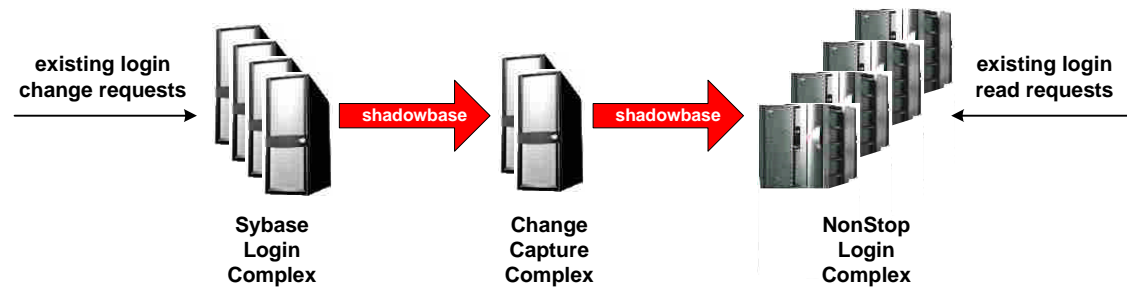 existing login
change requests
shadowbase
shadowbase
existing login
read requests
Sybase
Login
Complex
Change
Capture
Complex
NonStop
Login
Complex